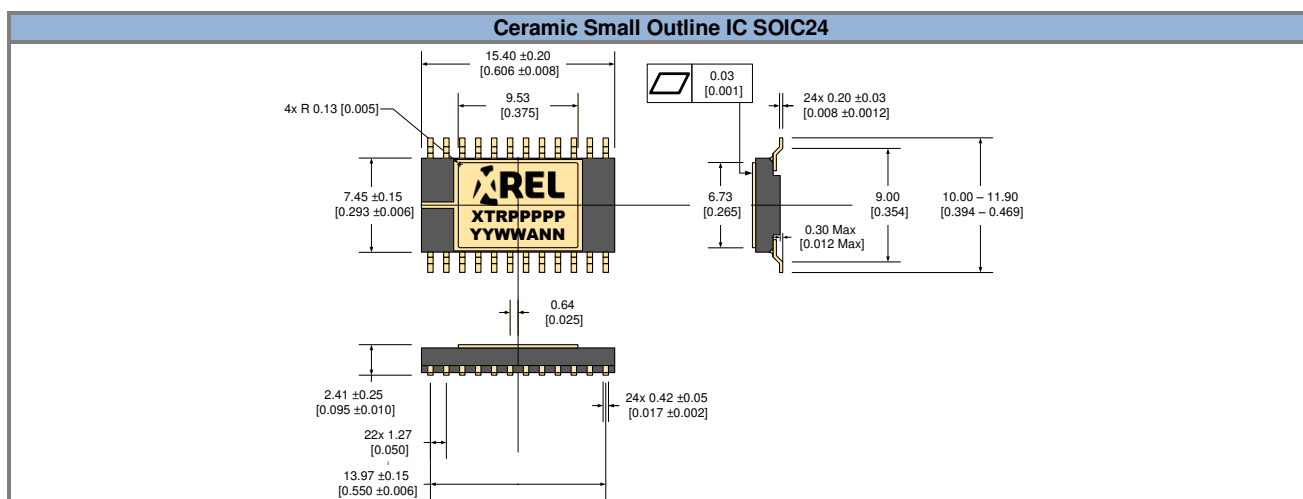 Ceramic Small Outline IC SOIC24
15.40 ±0.20
[0.606 ±0.008]
9.53
[0.375]
4x R 0.13 [0.005]
0.03
[0.001]
24x 0.20 ±0.03
[0.008 ±0.0012]
7.45 ±0.15
[0.293 ±0.006]
XREL
XTRPPPPP
YYWWANN
6.73
[0.265]
9.00
[0.354]
10.00 – 11.90
[0.394 – 0.469]
0.30 Max
[0.012 Max]
0.64
[0.025]
2.41 ±0.25
[0.095 ±0.010]
24x 0.42 ±0.05
[0.017 ±0.002]
22x 1.27
[0.050]
13.97 ±0.15
[0.550 ±0.006]